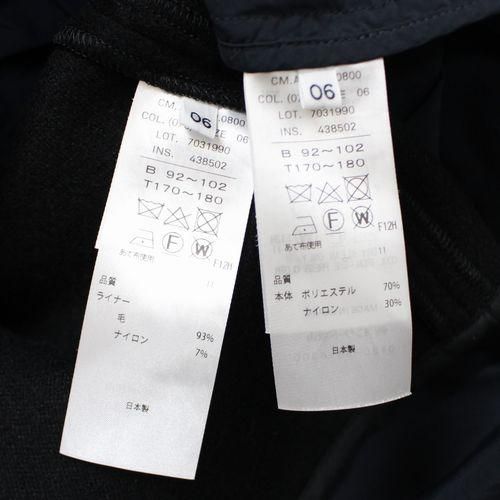 06
CM.A
.0800
COL.(0
ZE 06
LOT. 7031990
INS. 438502
B 92～102
T170～180
F
W
F12H
あて布使用
11
品質
ライナー
毛 93%
ナイロン 7%
日本製
06
CM.A
0800
COL.(0
06
LOT. 7031990
INS. 438502
B 92～102
T170～180
F
W
F12H
あて布使用
11
品質
本体 ポリエステル 70%
ナイロン 30%
日本製